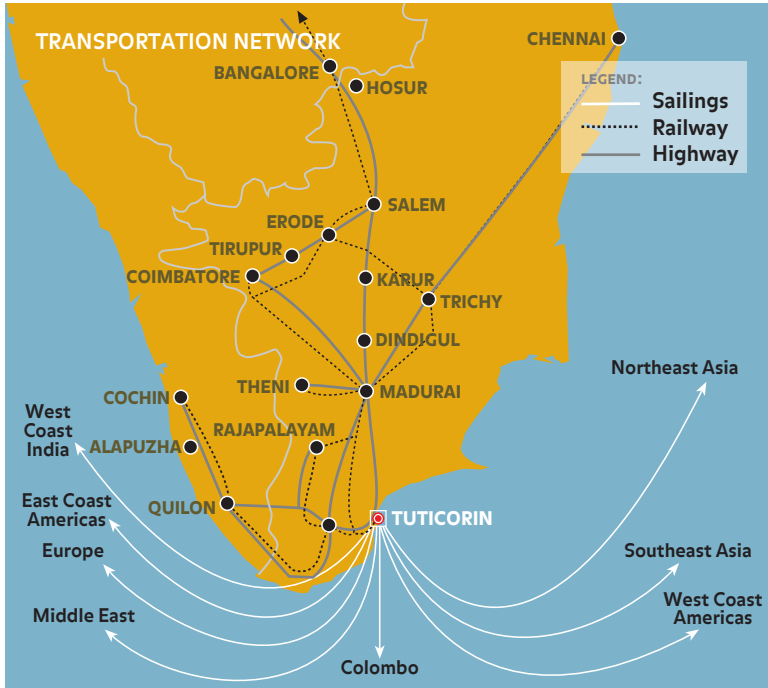 TRANSPORTATION NETWORK
CHENNAI
BANGALORE
HOSUR
LEGEND:
Sailings
Railway
Highway
SALEM
ERODE
TIRUPUR
COIMBATORE
KARUR
TRICHY
DINDIGUL
THENI
MADURAI
Northeast Asia
COCHIN
West
Coast
India
RAJAPALAYAM
ALAPUZHA
QUILON
East Coast
Americas
TUTICORIN
Europe
Southeast Asia
Middle East
West Coast
Americas
Colombo